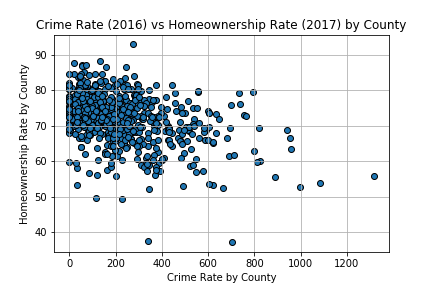 Crime Rate (2016) vs Homeownership Rate (2017) by County
Homeownership Rate by County
90
80
70
60
50
40
0 200 400 600 800 1000 1200
Crime Rate by County